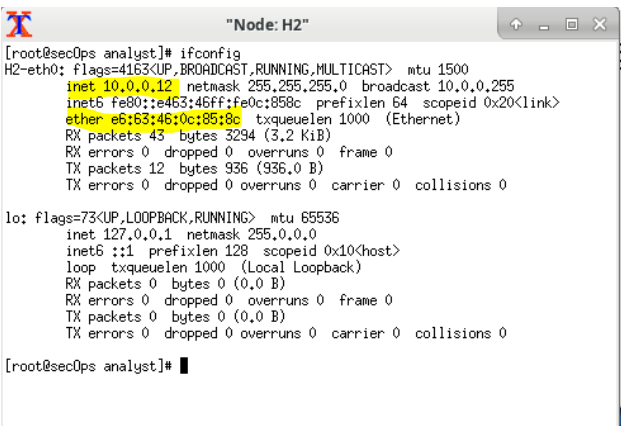 "Node: H2"
[root@secOps analyst]# ifconfig
H2-eth0: flags=4163<UP,BROADCAST,RUNNING,MULTICAST>  mtu 1500
        inet 10.0.0.12  netmask 255.255.255.0  broadcast 10.0.0.255
        inet6 fe80::e463:46ff:fe0c:858c  prefixlen 64  scopeid 0x20<link>
        ether e6:63:46:0c:85:8c  txqueuelen 1000  (Ethernet)
        RX packets 43  bytes 3294 (3.2 KiB)
        RX errors 0  dropped 0  overruns 0  frame 0
        TX packets 12  bytes 936 (936.0 B)
        TX errors 0  dropped 0 overruns 0  carrier 0  collisions 0

lo: flags=73<UP,LOOPBACK,RUNNING>  mtu 65536
        inet 127.0.0.1  netmask 255.0.0.0
        inet6 ::1  prefixlen 128  scopeid 0x10<host>
        loop  txqueuelen 1000  (Local Loopback)
        RX packets 0  bytes 0 (0.0 B)
        RX errors 0  dropped 0  overruns 0  frame 0
        TX packets 0  bytes 0 (0.0 B)
        TX errors 0  dropped 0 overruns 0  carrier 0  collisions 0

[root@secOps analyst]#